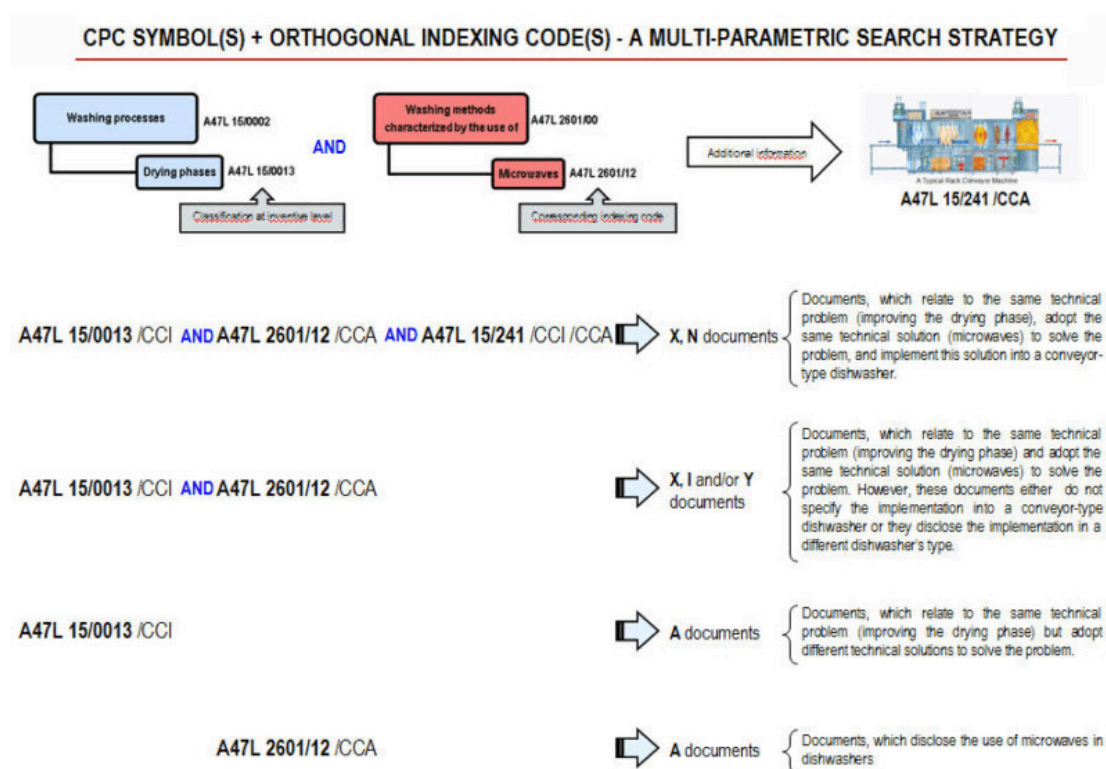 CPC SYMBOL(S) + ORTHOGONAL INDEXING CODE(S) - A MULTI-PARAMETRIC SEARCH STRATEGY
Washing processes
A47L 15/0002
Drying phases
A47L 15/0013
Classification at inventive level
AND
Washing methods
characterized by the use of
A47L 2601/00
Microwaves
A47L 2601/12
Corresponding indexing code
Additional information
A Typical Rack Conveyor Machine
A47L 15/241 /CCA
A47L 15/0013 /CCI AND A47L 2601/12 /CCA AND A47L 15/241 /CCI /CCA
X, N documents
Documents, which relate to the same technical
problem (improving the drying phase), adopt the
same technical solution (microwaves) to solve the
problem, and implement this solution into a conveyor-
type dishwasher.
A47L 15/0013 /CCI AND A47L 2601/12 /CCA
X, I and/or Y
documents
Documents, which relate to the same technical
problem (improving the drying phase) and adopt the
same technical solution (microwaves) to solve the
problem. However, these documents either do not
specify the implementation into a conveyor-type
dishwasher or they disclose the implementation in a
different dishwasher's type.
A47L 15/0013 /CCI
A documents
Documents, which relate to the same technical
problem (improving the drying phase) but adopt
different technical solutions to solve the problem.
A47L 2601/12 /CCA
A documents
Documents, which disclose the use of microwaves in
dishwashers